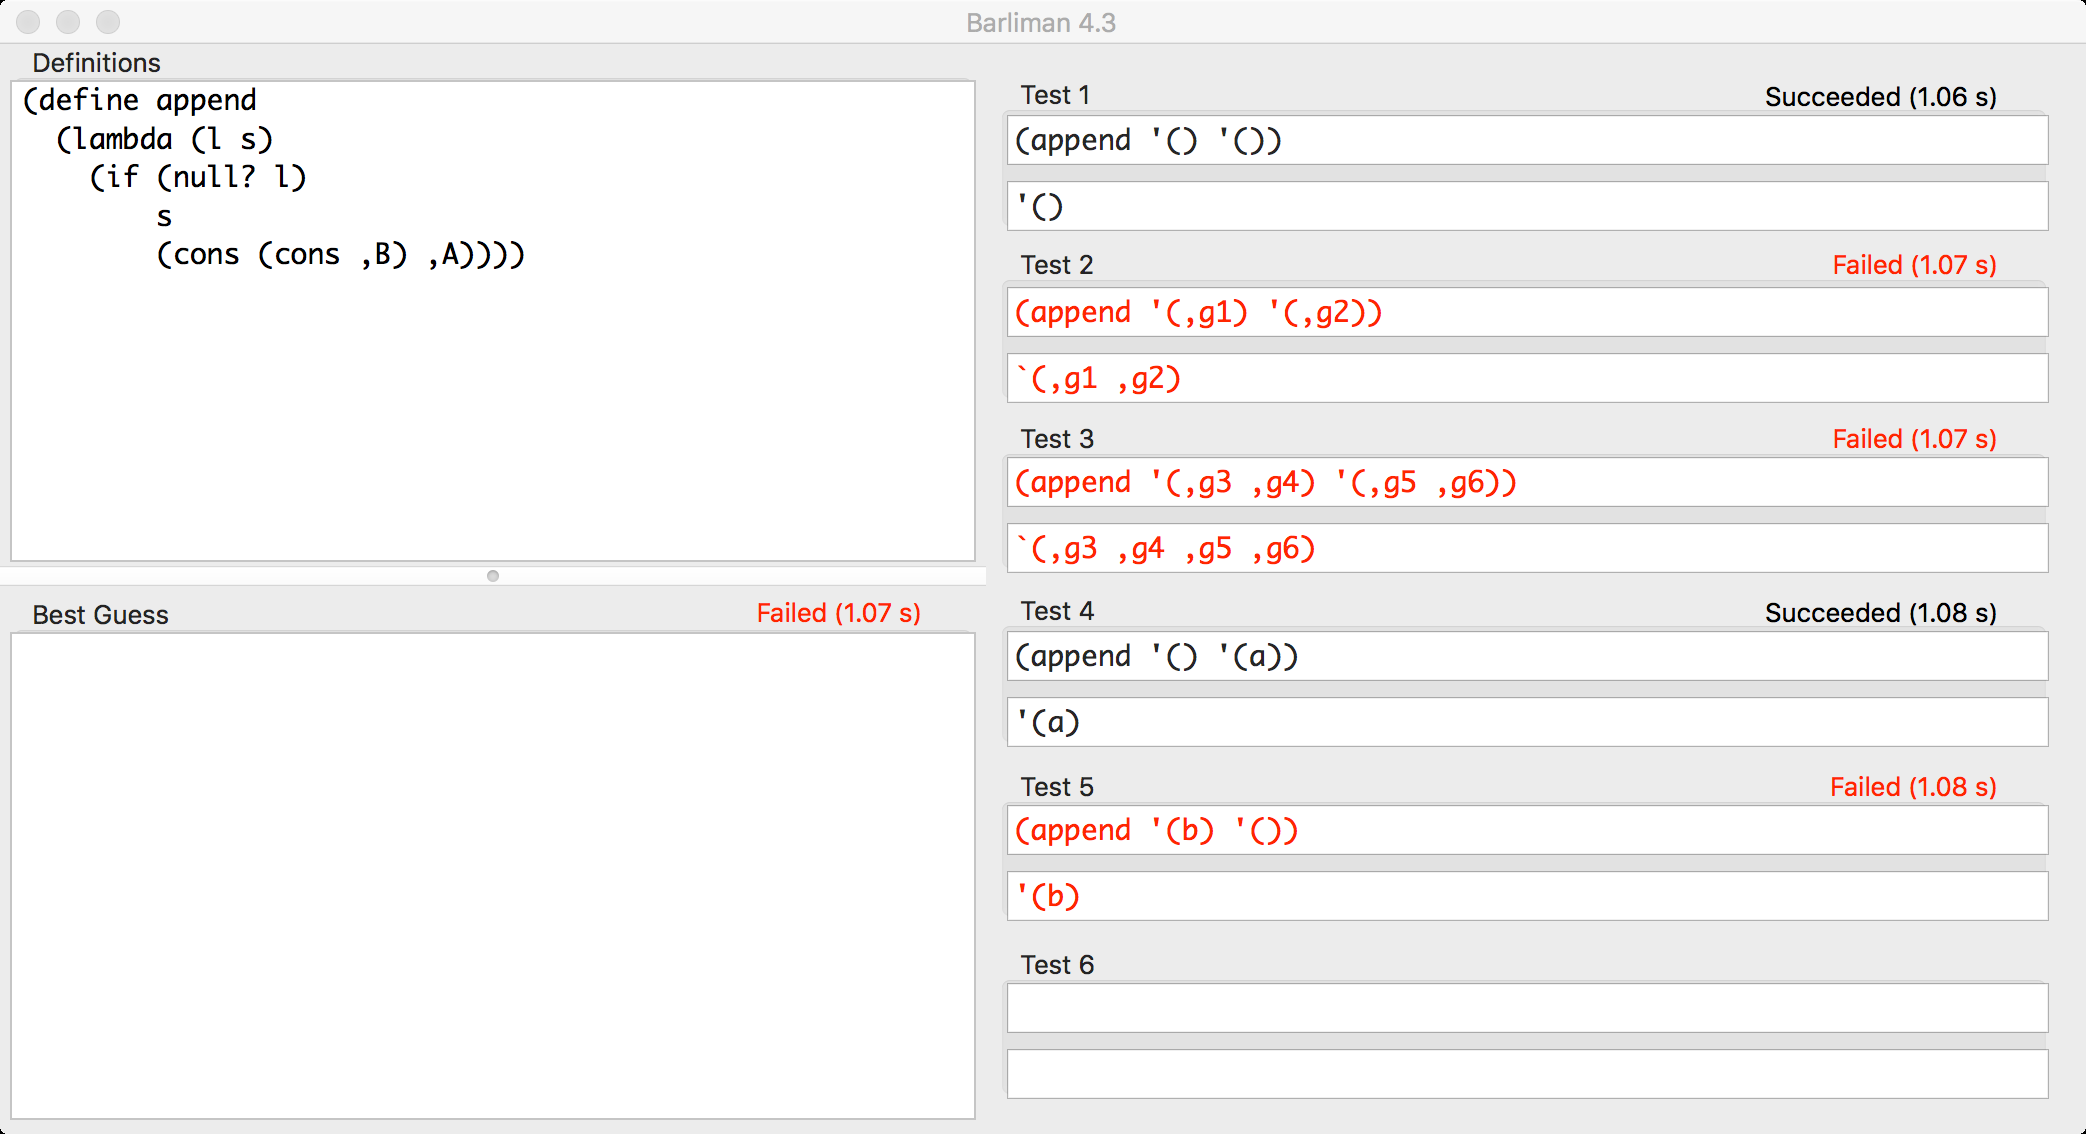 Barliman 4.3
Definitions
(define append
  (lambda (l s)
    (if (null? l)
        s
        (cons (cons ,B) ,A))))
Best Guess
Failed (1.07 s)
Test 1
Succeeded (1.06 s)
(append '() '())
'()
Test 2
Failed (1.07 s)
(append '(,g1) '(,g2))
`(,g1 ,g2)
Test 3
Failed (1.07 s)
(append '(,g3 ,g4) '(,g5 ,g6))
`(,g3 ,g4 ,g5 ,g6)
Test 4
Succeeded (1.08 s)
(append '() '(a))
'(a)
Test 5
Failed (1.08 s)
(append '(b) '())
'(b)
Test 6